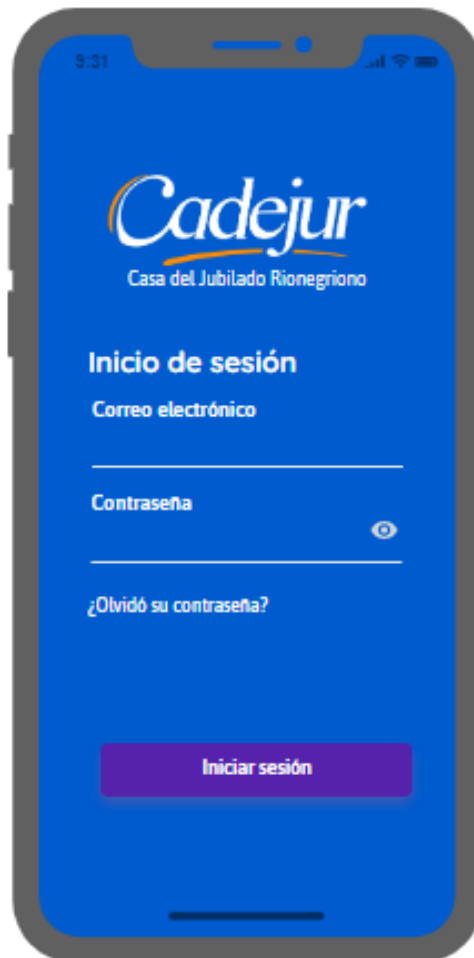 9:31
Cadejur
Casa del Jubilado Rionegriono
Inicio de sesión
Correo electrónico
Contraseña
¿Olvidó su contraseña?
Iniciar sesión